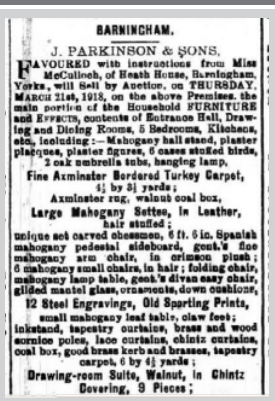 BARNINGHAM.
J. PARKINSON & SONS,
FAVOURED with instructions from Miss
McCulloch, of Heath House, Barningham,
Yorks, will Sell by Auction, on THURSDAY,
MARCH 21st, 1918, on the above Premises, the
main portion of the Household FURNITURE
and EFFECTS, contents of Entrance Hall, Draw-
ing and Dining Rooms, 5 Bedrooms, Kitchens,
etc., including :—Mahogany hall stand, plaster
placques, plaster figures, 6 cases stuffed birds,
2 oak umbrella tubs, hanging lamp,
Fine Axminster Bordered Turkey Carpet,
4½ by 3½ yards;
Axminster rug, walnut coal box,
Large Mahogany Settee, in Leather,
hair stuffed;
unique set carved chessmen, 6 ft. 6 in. Spanish
mahogany pedestal sideboard, gent.'s fine
mahogany arm chair, in crimson plush;
6 mahogany small chairs, in hair; folding chair,
mahogany lamp table, gent.'s divan easy chair,
gilded mantel glass, ornaments, down cushions,
12 Steel Engravings, Old Sporting Prints,
small mahogany leaf table, claw feet;
inkstand, tapestry curtains, brass and wood
cornice poles, lace curtains, chintz curtains,
coal box, good brass kerb and brasses, tapestry
carpet, 6 by 4½ yards;
Drawing-room Suite, Walnut, in Chintz
Covering, 9 Pieces;